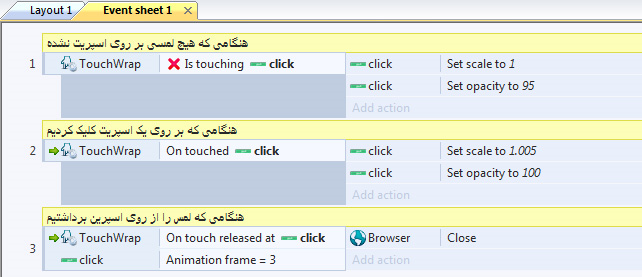 Layout 1 Event sheet 1
هنگامی که هیچ لمسی بر روی اسپریت نشده
1 TouchWrap Is touching click click Set scale to 1
click Set opacity to 95
Add action
هنگامی که بر روی یک اسپریت کلیک کردیم
2 TouchWrap On touched click click Set scale to 1.005
click Set opacity to 100
Add action
هنگامی که لمس را از روی اسپرین برداشتیم
3 TouchWrap On touch released at click Browser Close
click Animation frame = 3 Add action